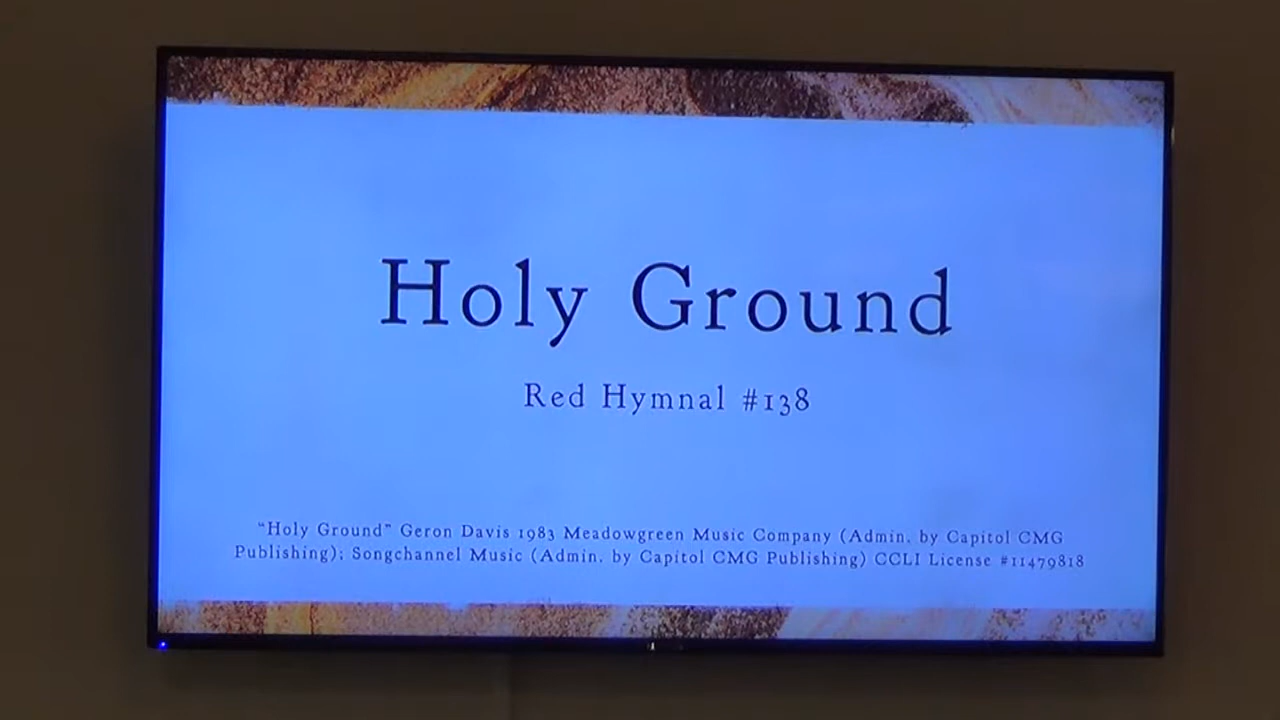 Holy Ground
Red Hymnal #138
“Holy Ground” Geron Davis 1983 Meadowgreen Music Company (Admin. by Capitol CMG
Publishing); Songchannel Music (Admin. by Capitol CMG Publishing) CCLI License #11479818